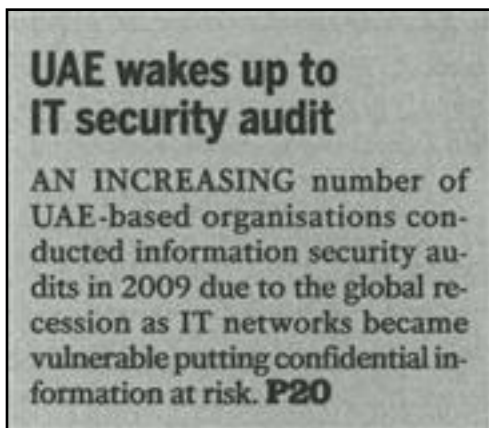 UAE wakes up to
IT security audit
AN INCREASING number of
UAE-based organisations con-
ducted information security au-
dits in 2009 due to the global re-
cession as IT networks became
vulnerable putting confidential in-
formation at risk. P20